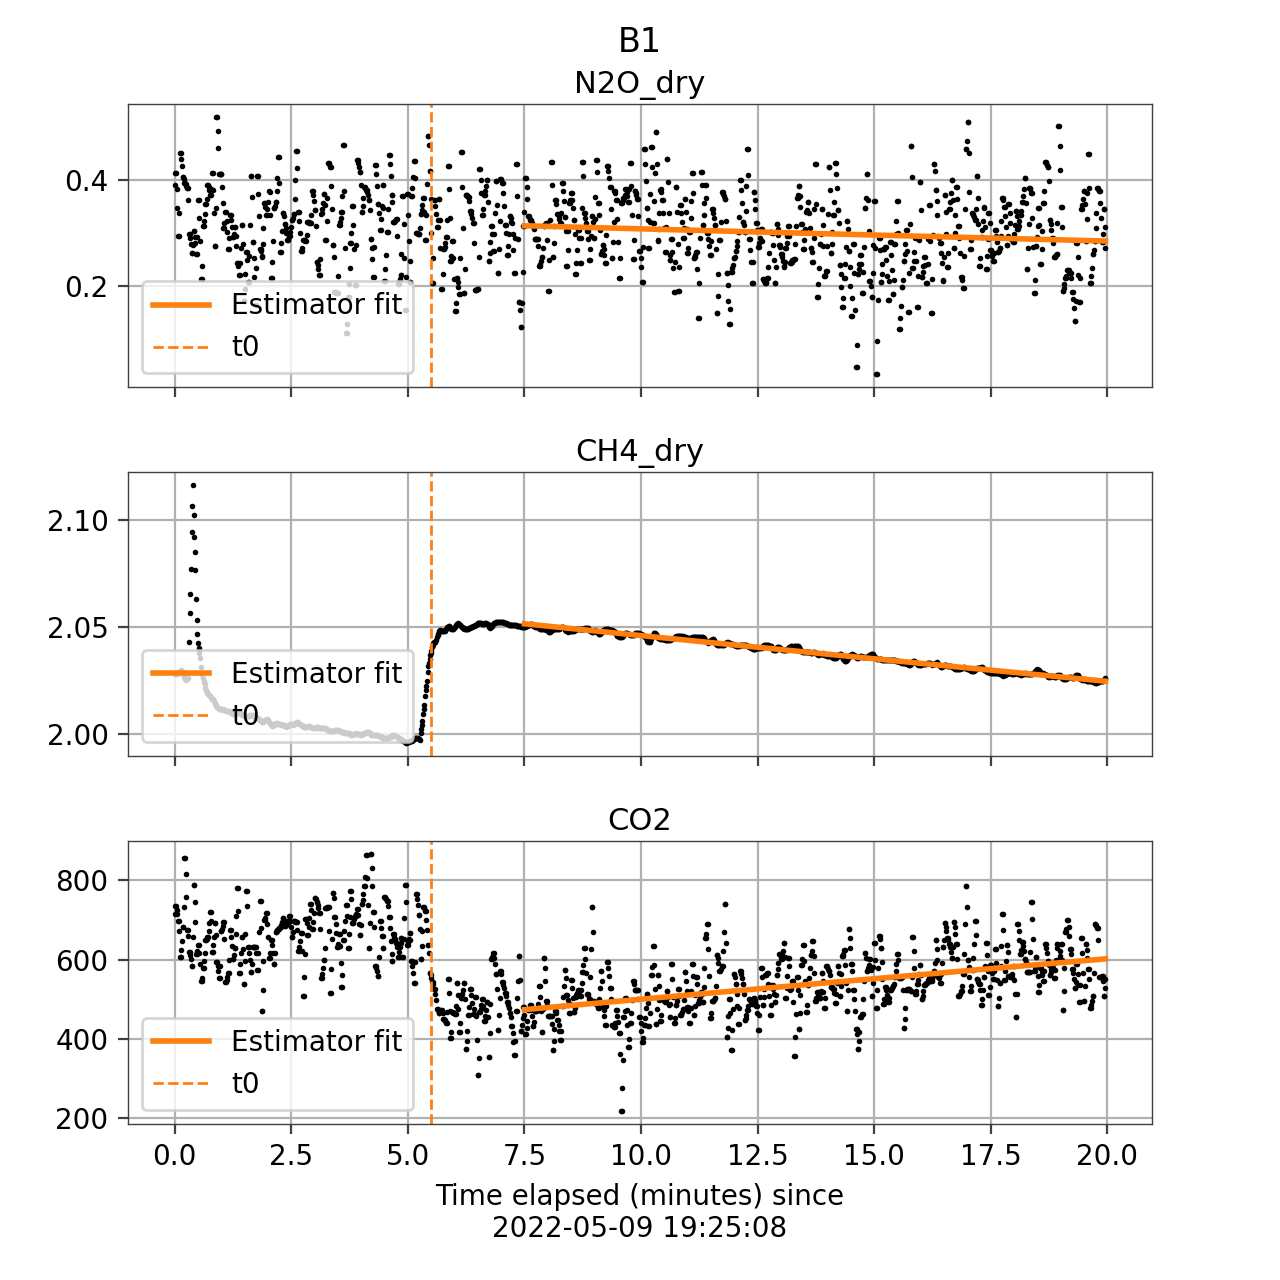 B1
N2O_dry
0.4
0.2
Estimator fit
t0
CH4_dry
2.10
2.05
2.00
Estimator fit
t0
CO2
800
600
400
200
Estimator fit
t0
0.0 2.5 5.0 7.5 10.0 12.5 15.0 17.5 20.0
Time elapsed (minutes) since
2022-05-09 19:25:08